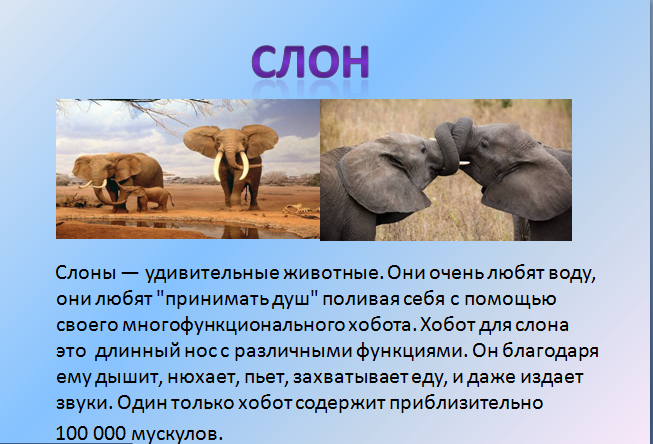 СЛОН
Слоны — удивительные животные. Они очень любят воду,
они любят "принимать душ" поливая себя с помощью
своего многофункционального хобота. Хобот для слона
это длинный нос с различными функциями. Он благодаря
ему дышит, нюхает, пьет, захватывает еду, и даже издает
звуки. Один только хобот содержит приблизительно
100 000 мускулов.